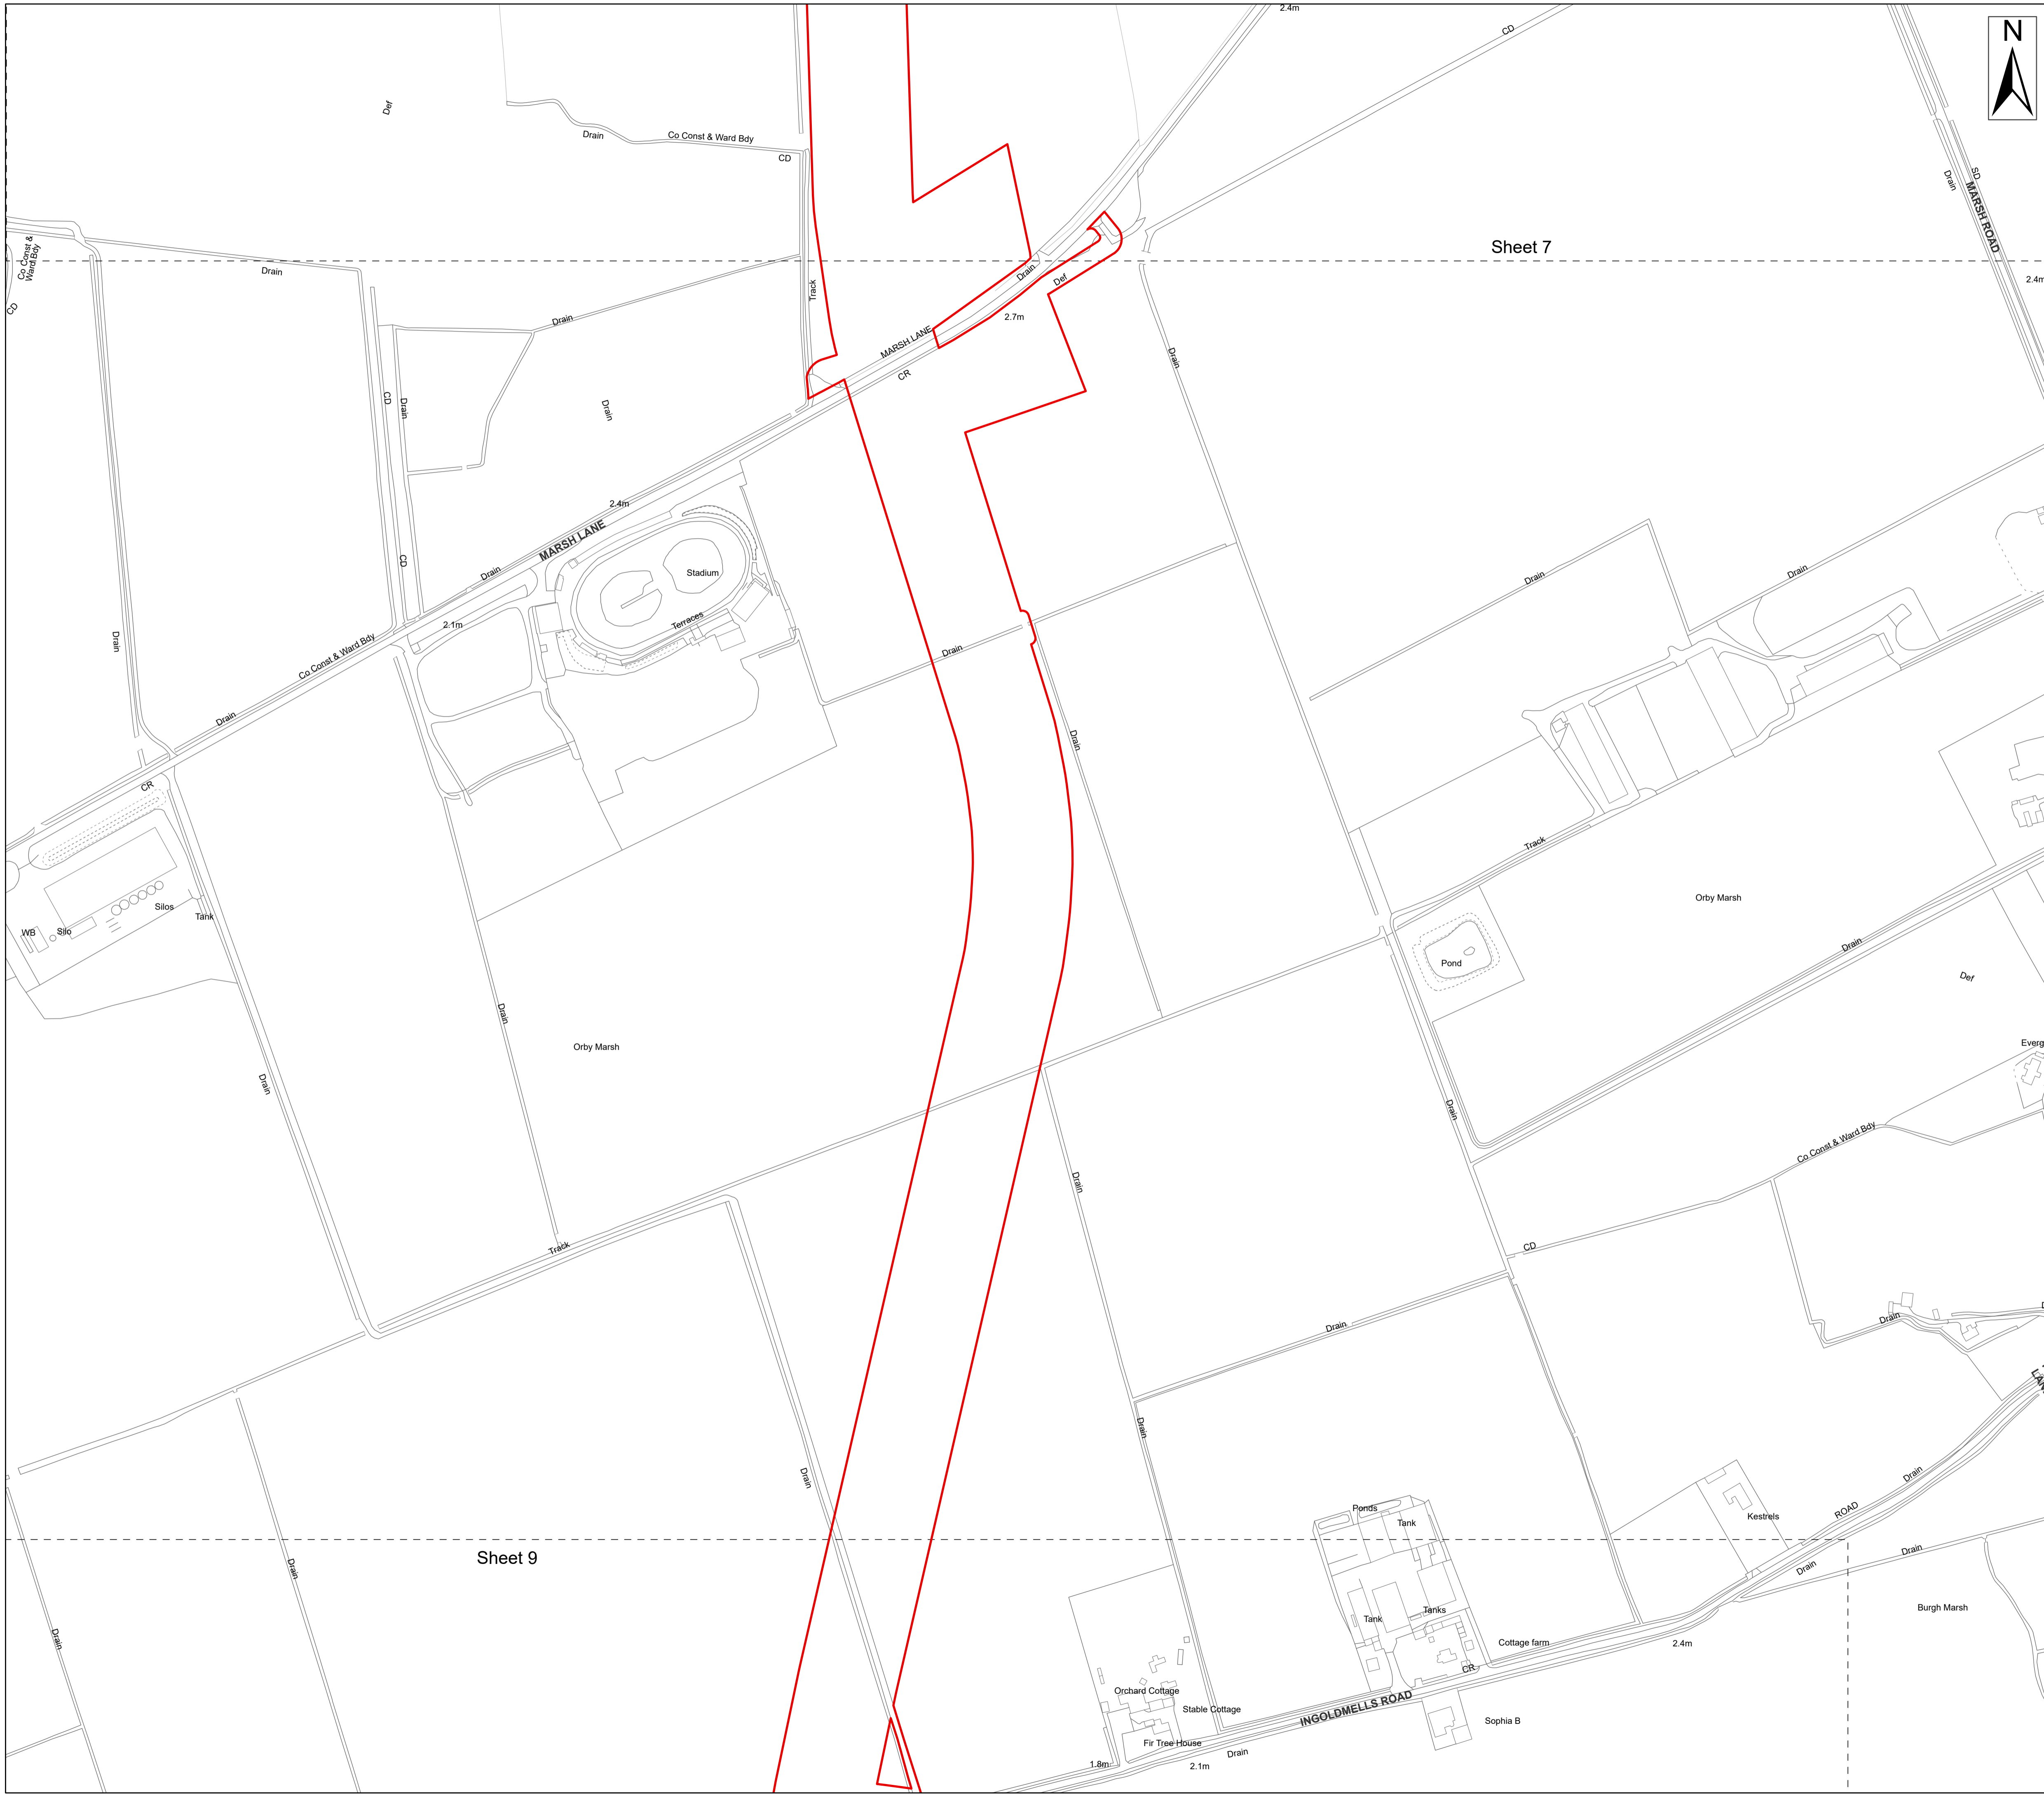 2.4m
CD
N
Def
Drain
Co Const & Ward Bdy
CD
SD
Drain
MARSH ROAD
Sheet 7
Co Const &
Ward Bdy
CD
Drain
Track
Drain
Def
2.4m
2.7m
Drain
MARSH LANE
CR
Drain
CD
Drain
Drain
2.4m
MARSH LANE
Drain
CD
Stadium
Terraces
2.1m
Drain
Drain
Drain
Co Const & Ward Bdy
Drain
Drain
Drain
CR
Track
Silos
Tank
WB
Silo
Orby Marsh
Pond
Drain
Def
Drain
Orby Marsh
Everg
Drain
Drain
Co Const & Ward Bdy
Drain
Track
CD
Drain
Drain
Drain
Drain
Drain
Ponds
Tank
Kestrels
ROAD
Sheet 9
Drain
Drain
Drain
Drain
Tank
Tanks
Burgh Marsh
Cottage farm
2.4m
CR
Orchard Cottage
Stable Cottage
INGOLDMELLS ROAD
Sophia B
Fir Tree House
Drain
1.8m
2.1m